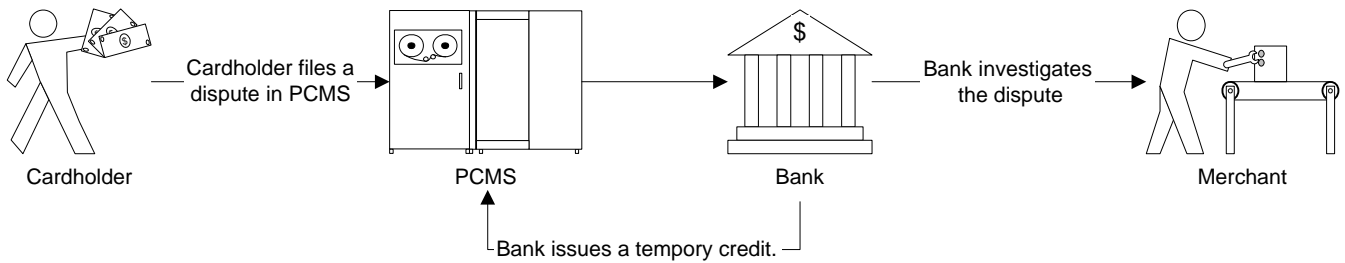 $
$
Cardholder files a
dispute in PCMS
Bank investigates
the dispute
Cardholder
PCMS
Bank
Merchant
Bank issues a tempory credit.